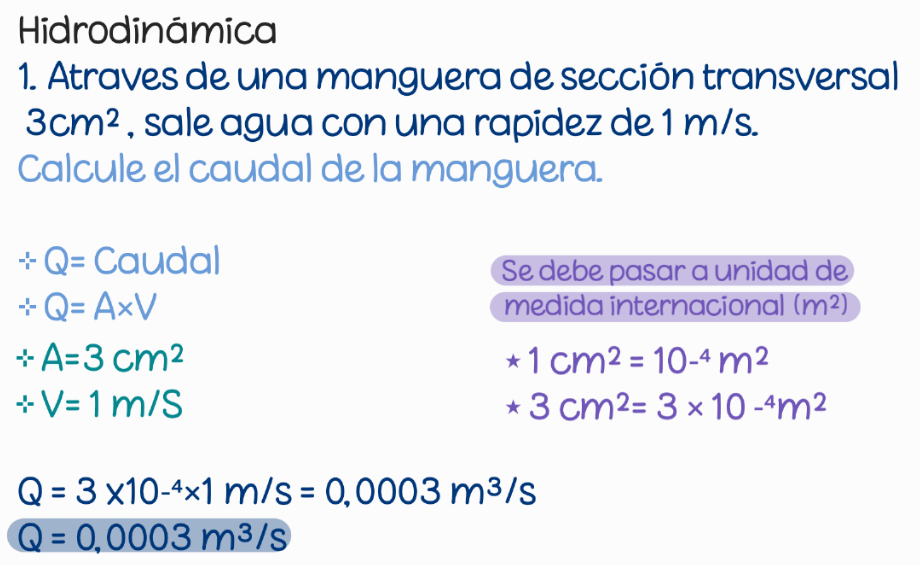 Hidrodinámica
1. Atraves de una manguera de sección transversal
3cm², sale agua con una rapidez de 1 m/s.
Calcule el caudal de la manguera.
÷ Q= Caudal
÷ Q= A×V
÷ A=3 cm²
÷ V= 1 m/S
Se debe pasar a unidad de
medida internacional (m²)
★ 1 cm² = 10-⁴ m²
★ 3 cm²= 3 × 10 -⁴m²
Q = 3 x10-⁴×1 m/s = 0,0003 m³/s
Q = 0,0003 m³/s